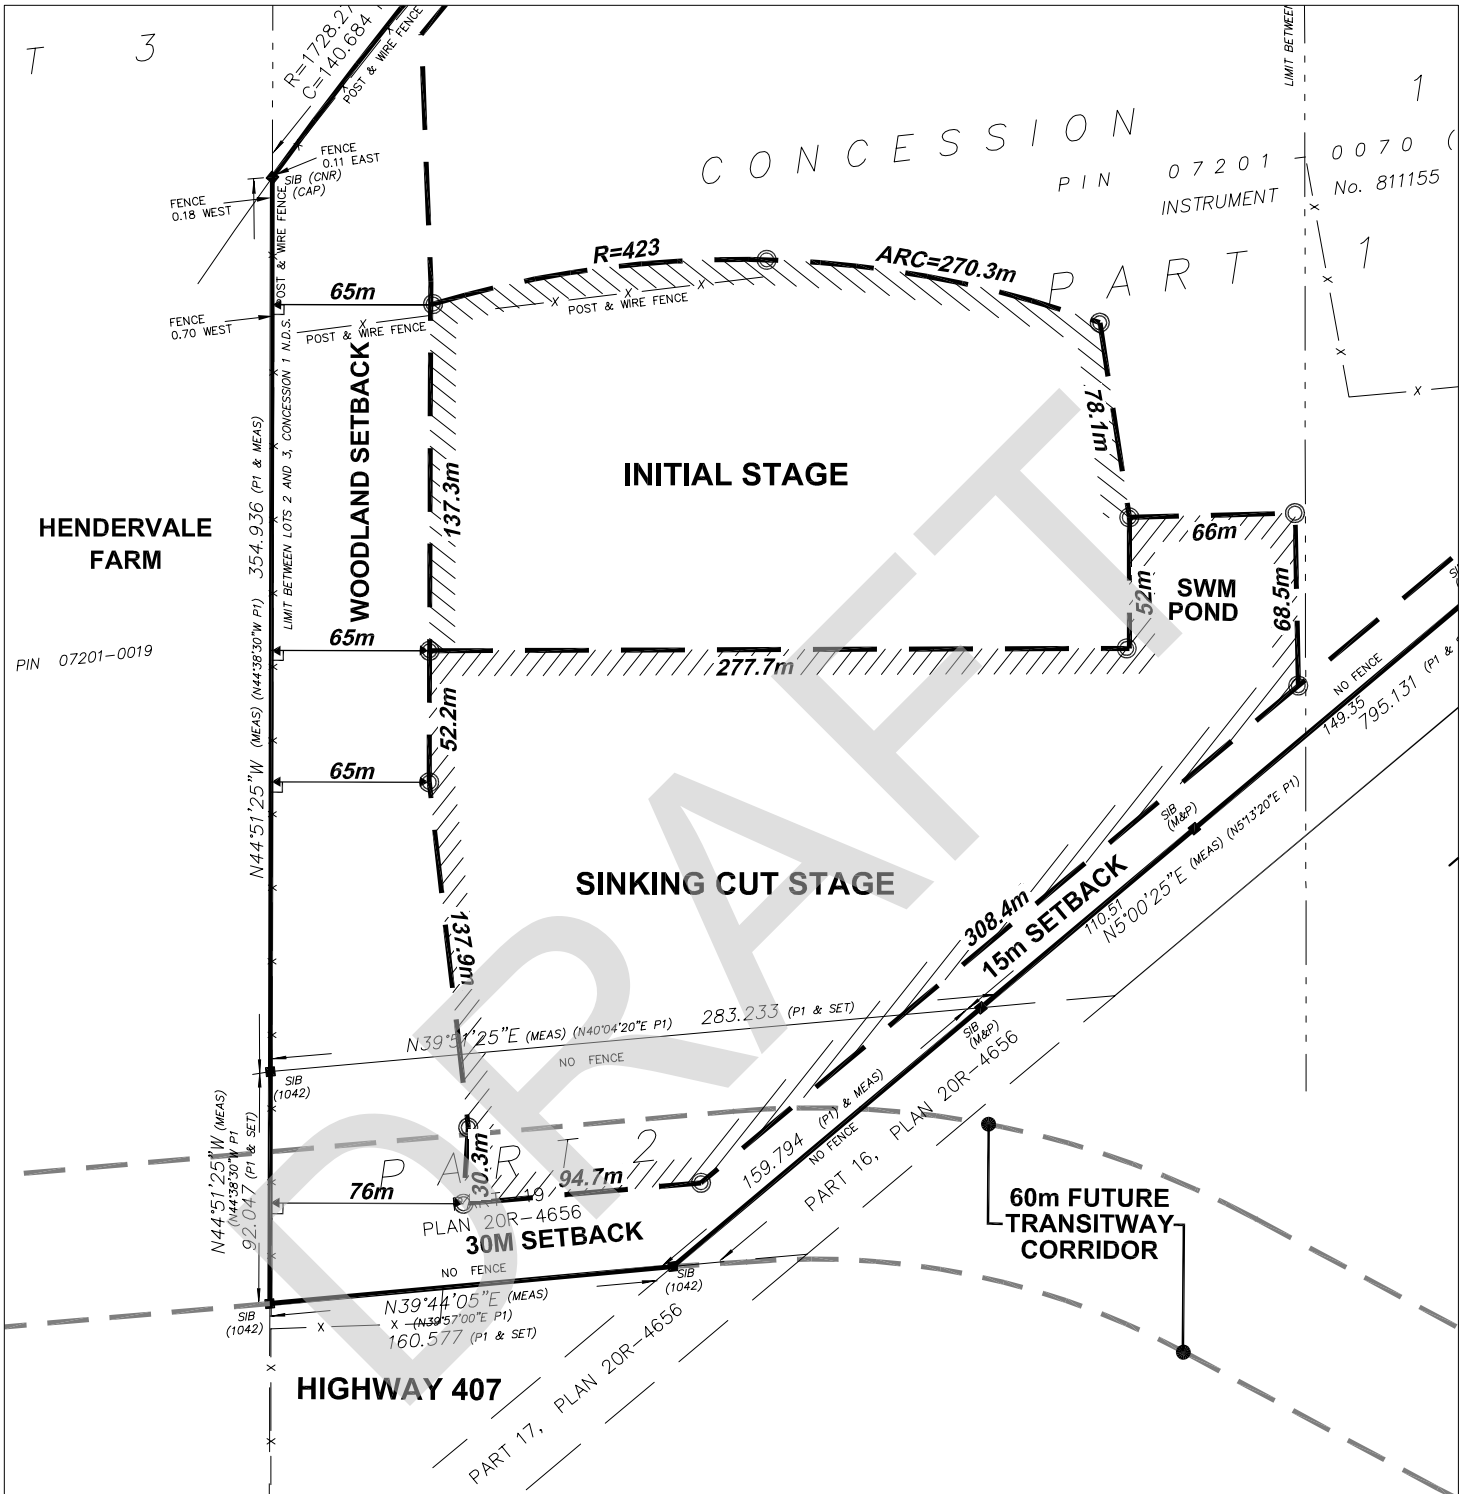 T 3
R=1728.27
C=140.684
POST & WIRE FENCE
LIMIT BETWEEN
CONCESSION
1
PIN 07201 - 0070 (
INSTRUMENT No. 811155
PART 1
FENCE
0.11 EAST
SIB (CNR)
(CAP)
FENCE
0.18 WEST
POST & WIRE FENCE
FENCE
0.70 WEST
65m
POST & WIRE FENCE
R=423
ARC=270.3m
POST & WIRE FENCE
WOODLAND SETBACK
137.3m
INITIAL STAGE
78.1m
HENDERVALE
FARM
PIN 07201-0019
N44°51'25"W (MEAS) (N44°38'30"W P1) 354.936 (P1 & MEAS)
LIMIT BETWEEN LOTS 2 AND 3, CONCESSION 1 N.D.S.
66m
52m
SWM
POND
68.5m
65m
277.7m
52.2m
65m
NO FENCE
149.35
795.131 (P1 &
SIB
(M&P)
SINKING CUT STAGE
308.4m
15m SETBACK
110.51
N5°00'25"E (MEAS) (N5°13'20"E P1)
137.9m
N39°51'25"E (MEAS) (N40°04'20"E P1) 283.233 (P1 & SET)
NO FENCE
SIB
(M&P)
SIB
(1042)
N44°51'25"W (MEAS)
(N44°38'30"W P1
92.047 (P1 & SET)
159.794 (P1) & MEAS)
NO FENCE
PART 16, PLAN 20R-4656
PART 2
30.3m
94.7m
76m
19
PLAN 20R-4656
30M SETBACK
60m FUTURE
TRANSITWAY
CORRIDOR
NO FENCE
SIB
(1042)
N39°44'05"E (MEAS)
(N39°57'00"E P1)
160.577 (P1 & SET)
SIB
(1042)
HIGHWAY 407
PART 17, PLAN 20R-4656
DRAFT